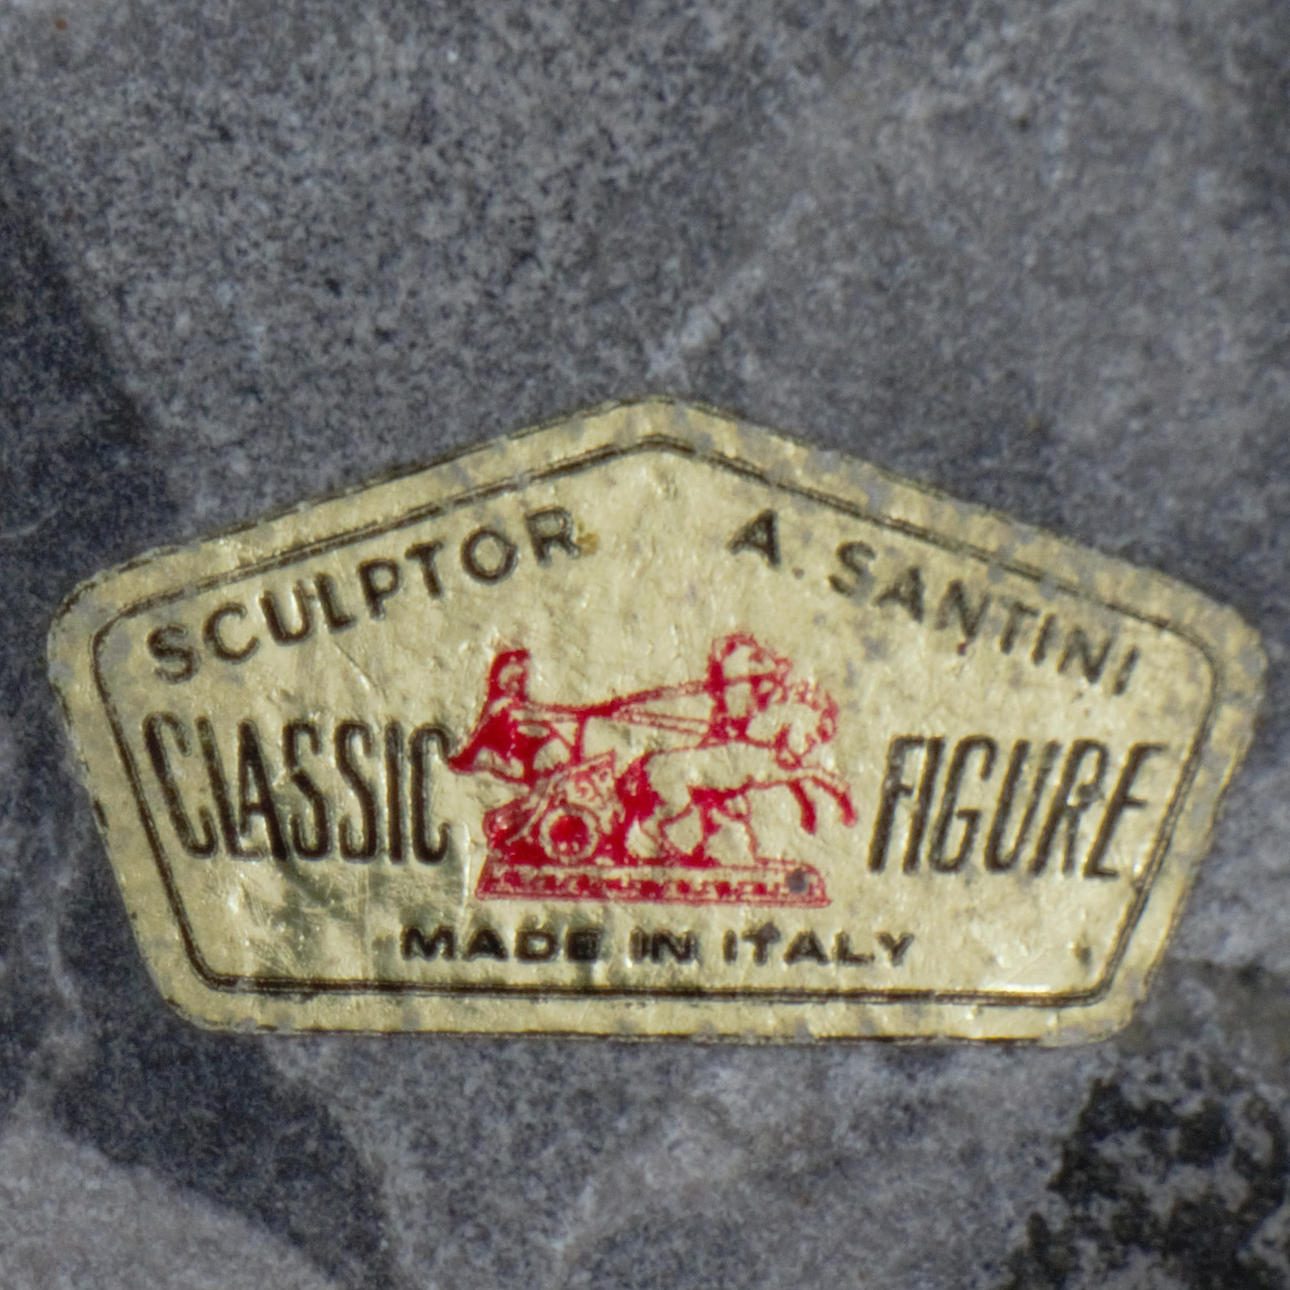 SCULPTOR A. SANTINI
CLASSIC FIGURE
MADE IN ITALY